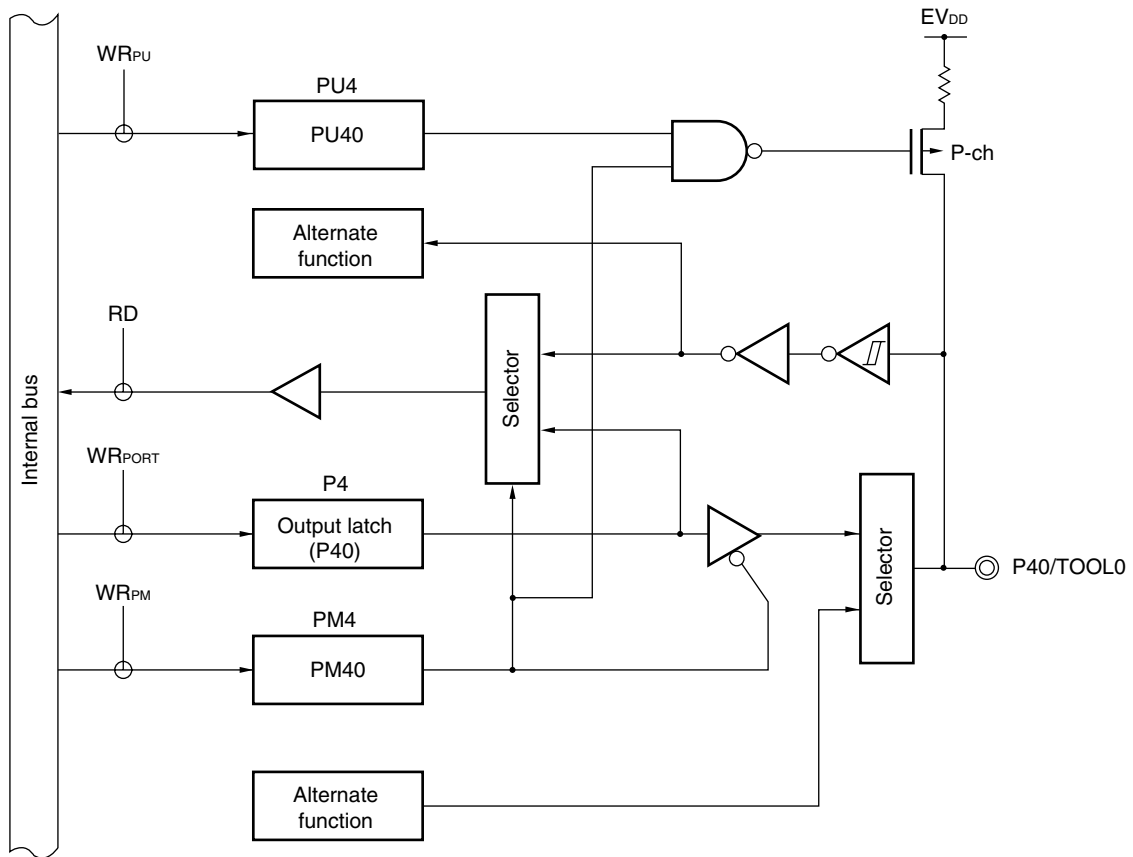 EVDD
WRPU
PU4
PU40
P-ch
Alternate
function
RD
Selector
Internal bus
WRPORT
P4
Output latch
(P40)
Selector
P40/TOOL0
WRPM
PM4
PM40
Alternate
function